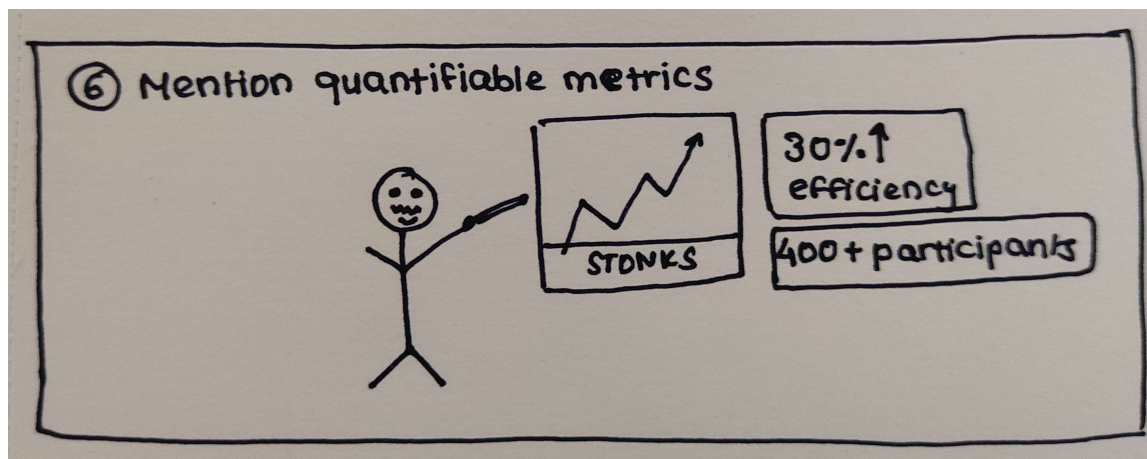 6 Mention quantifiable metrics
30%↑
efficiency
STONKS
400+ participants